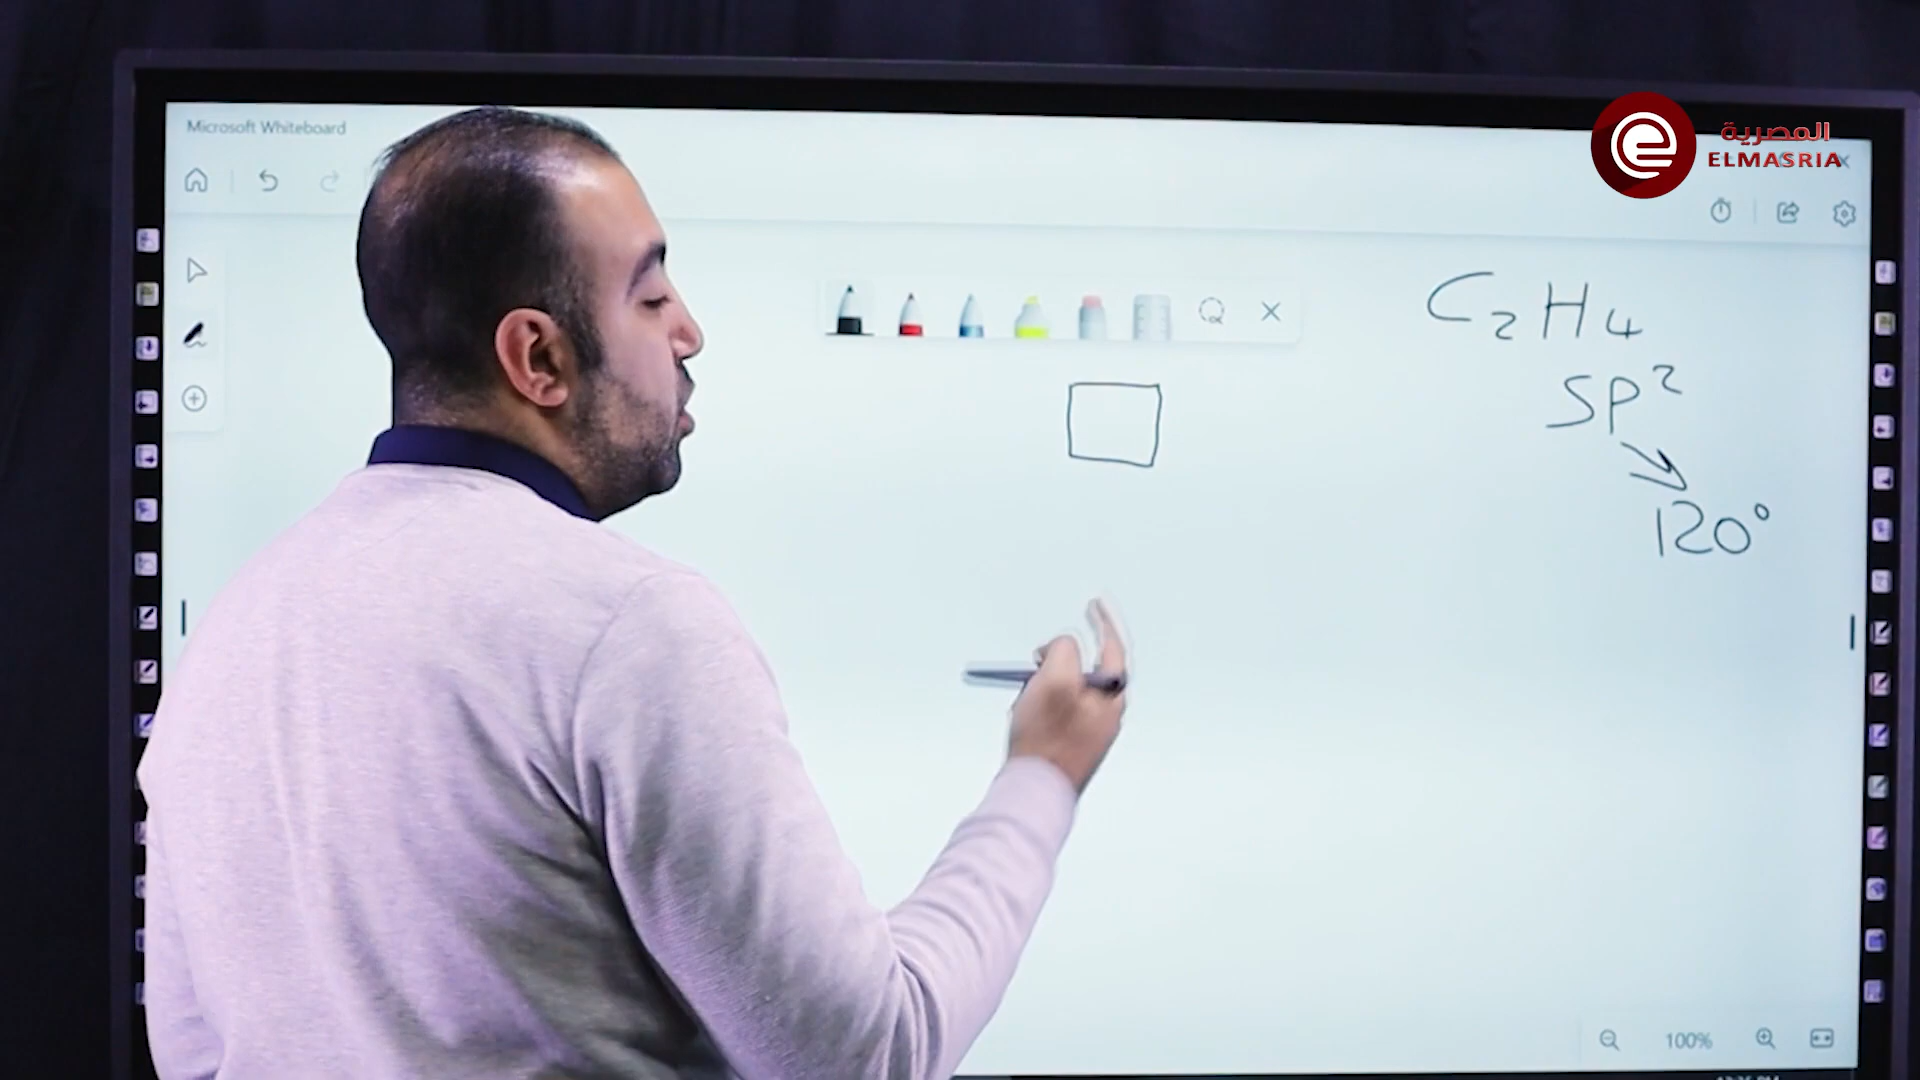 Microsoft Whiteboard
المصرية
ELMASRIA
C2H4
SP²
120°
100%